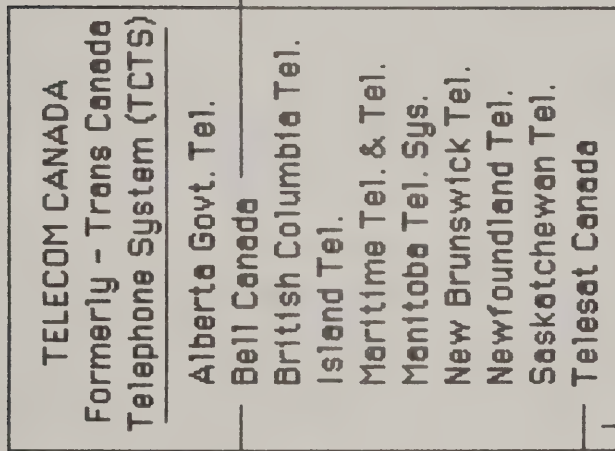 TELECOM CANADA
Formerly - Trans Canada
Telephone System (TCTS)
Alberta Govt. Tel.
Bell Canada
British Columbia Tel.
Island Tel.
Maritime Tel. & Tel.
Manitoba Tel. Sys.
New Brunswick Tel.
Newfoundland Tel.
Saskatchewan Tel.
Telesat Canada